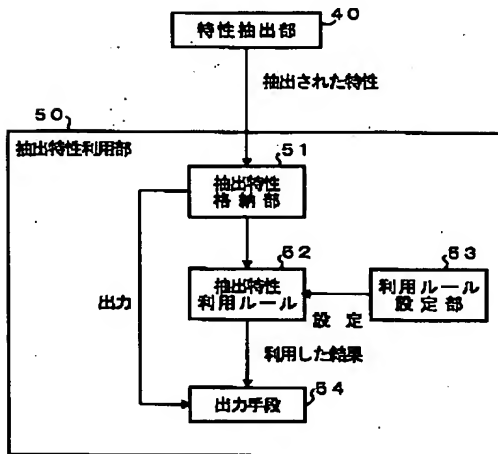 40
特性抽出部
抽出された特性
50
抽出特性利用部
51
抽出特性
格納部
52
抽出特性
利用ルール
53
利用ルール
設定部
出力
設 定
利用した結果
54
出力手段